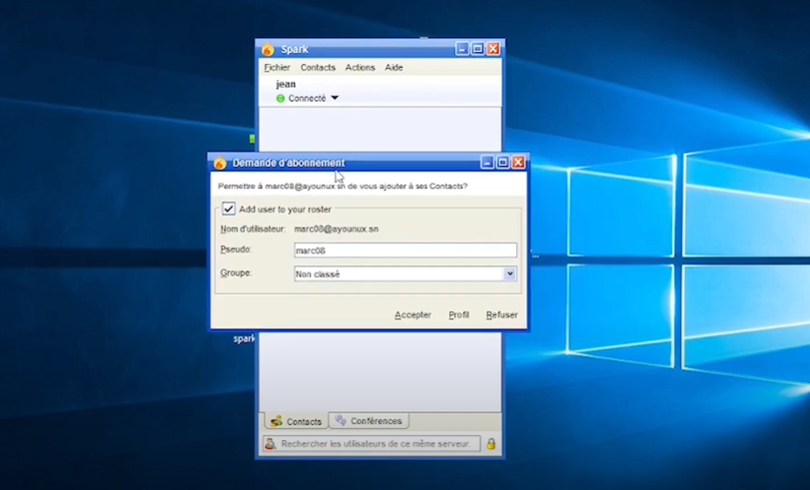 Spark
Fichier Contacts Actions Aide
jean
Connecté
Demande d'abonnement
Permettre à marc08@ayounux.sn de vous ajouter à ses Contacts?
Add user to your roster
Nom d'utilisateur: marc08@ayounux.sn
Pseudo: marc08
Groupe: Non classé
Accepter Profil Refuser
spark
Contacts Conférences
Rechercher les utilisateurs de ce même serveur.